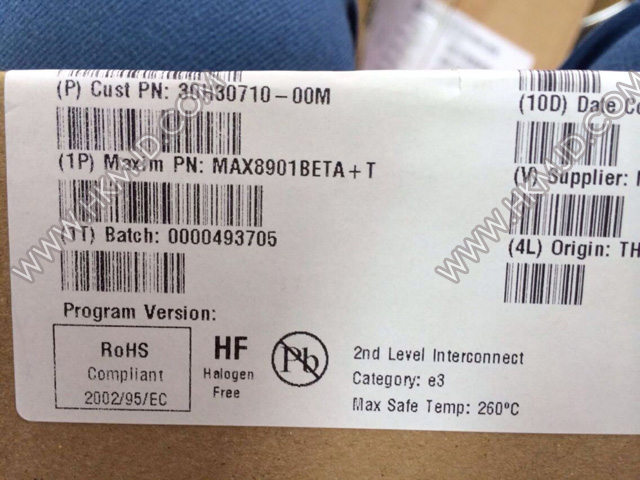 (P) Cust PN: 30H30710-00M
(10D) Date Co
(1P) Maxim PN: MAX8901BETA+T
(V) Supplier:
(1T) Batch: 0000493705
(4L) Origin: TH
Program Version:
RoHS
Compliant
2002/95/EC
HF
Halogen
Free
Pb
2nd Level Interconnect
Category: e3
Max Safe Temp: 260ºC
WWW.HKMJD.COM
WWW.HKMJD.COM